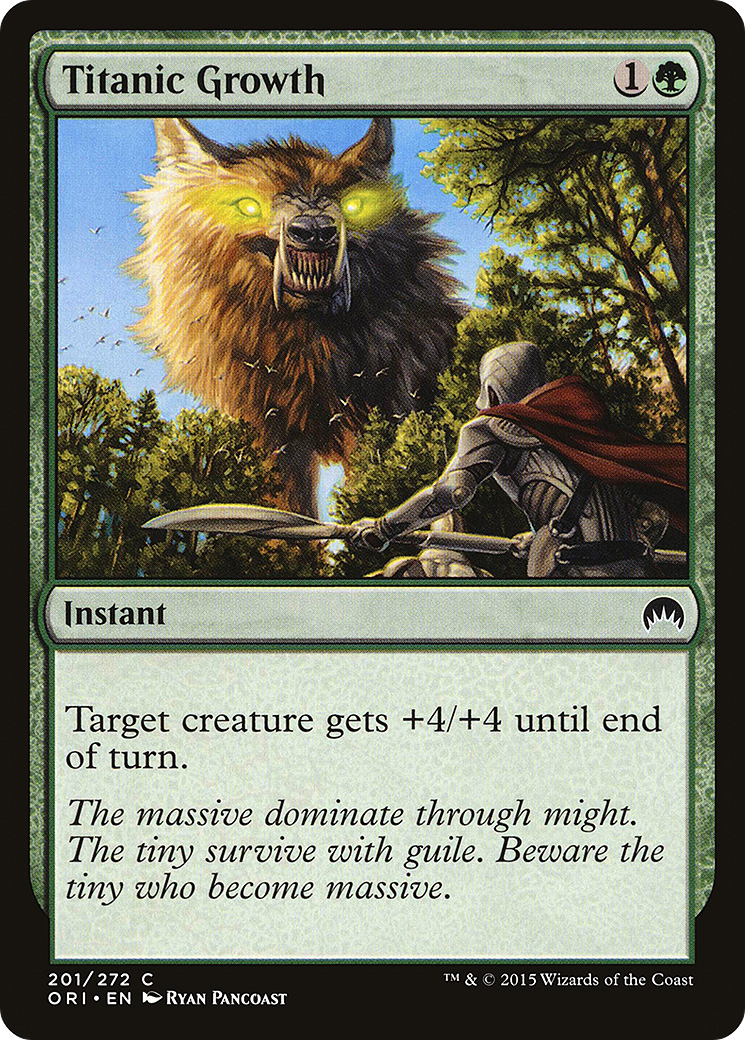 Titanic Growth 1
Instant
Target creature gets +4/+4 until end
of turn.
The massive dominate through might.
The tiny survive with guile. Beware the
tiny who become massive.
201/272 C
ORI • EN Ryan Pancoast
™ & © 2015 Wizards of the Coast